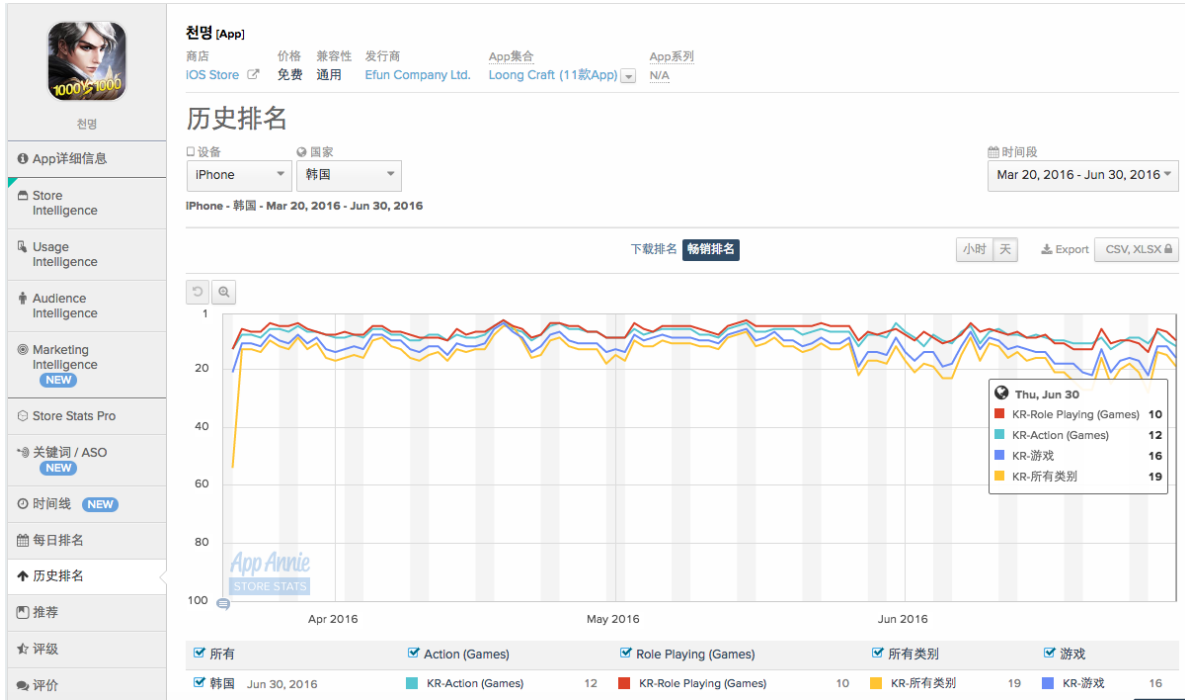 1000VS1000
천명
App详细信息
Store
Intelligence
Usage
Intelligence
Audience
Intelligence
Marketing
Intelligence
NEW
Store Stats Pro
关键词 / ASO
NEW
时间线 NEW
每日排名
历史排名
推荐
评级
评价
천명 [App]
商店 价格 兼容性 发行商 App集合 App系列
iOS Store 免费 通用 Efun Company Ltd. Loong Craft (11款App) N/A
历史排名
设备 国家 时间段
iPhone 韩国 Mar 20, 2016 - Jun 30, 2016
iPhone - 韩国 - Mar 20, 2016 - Jun 30, 2016
下载排名 畅销排名 小时 天 Export CSV, XLSX
1
20
40
60
80
100
Thu, Jun 30
KR-Role Playing (Games) 10
KR-Action (Games) 12
KR-游戏 16
KR-所有类别 19
App Annie
STORE STATS
Apr 2016 May 2016 Jun 2016
所有 Action (Games) Role Playing (Games) 所有类别 游戏
韩国 Jun 30, 2016 KR-Action (Games) 12 KR-Role Playing (Games) 10 KR-所有类别 19 KR-游戏 16